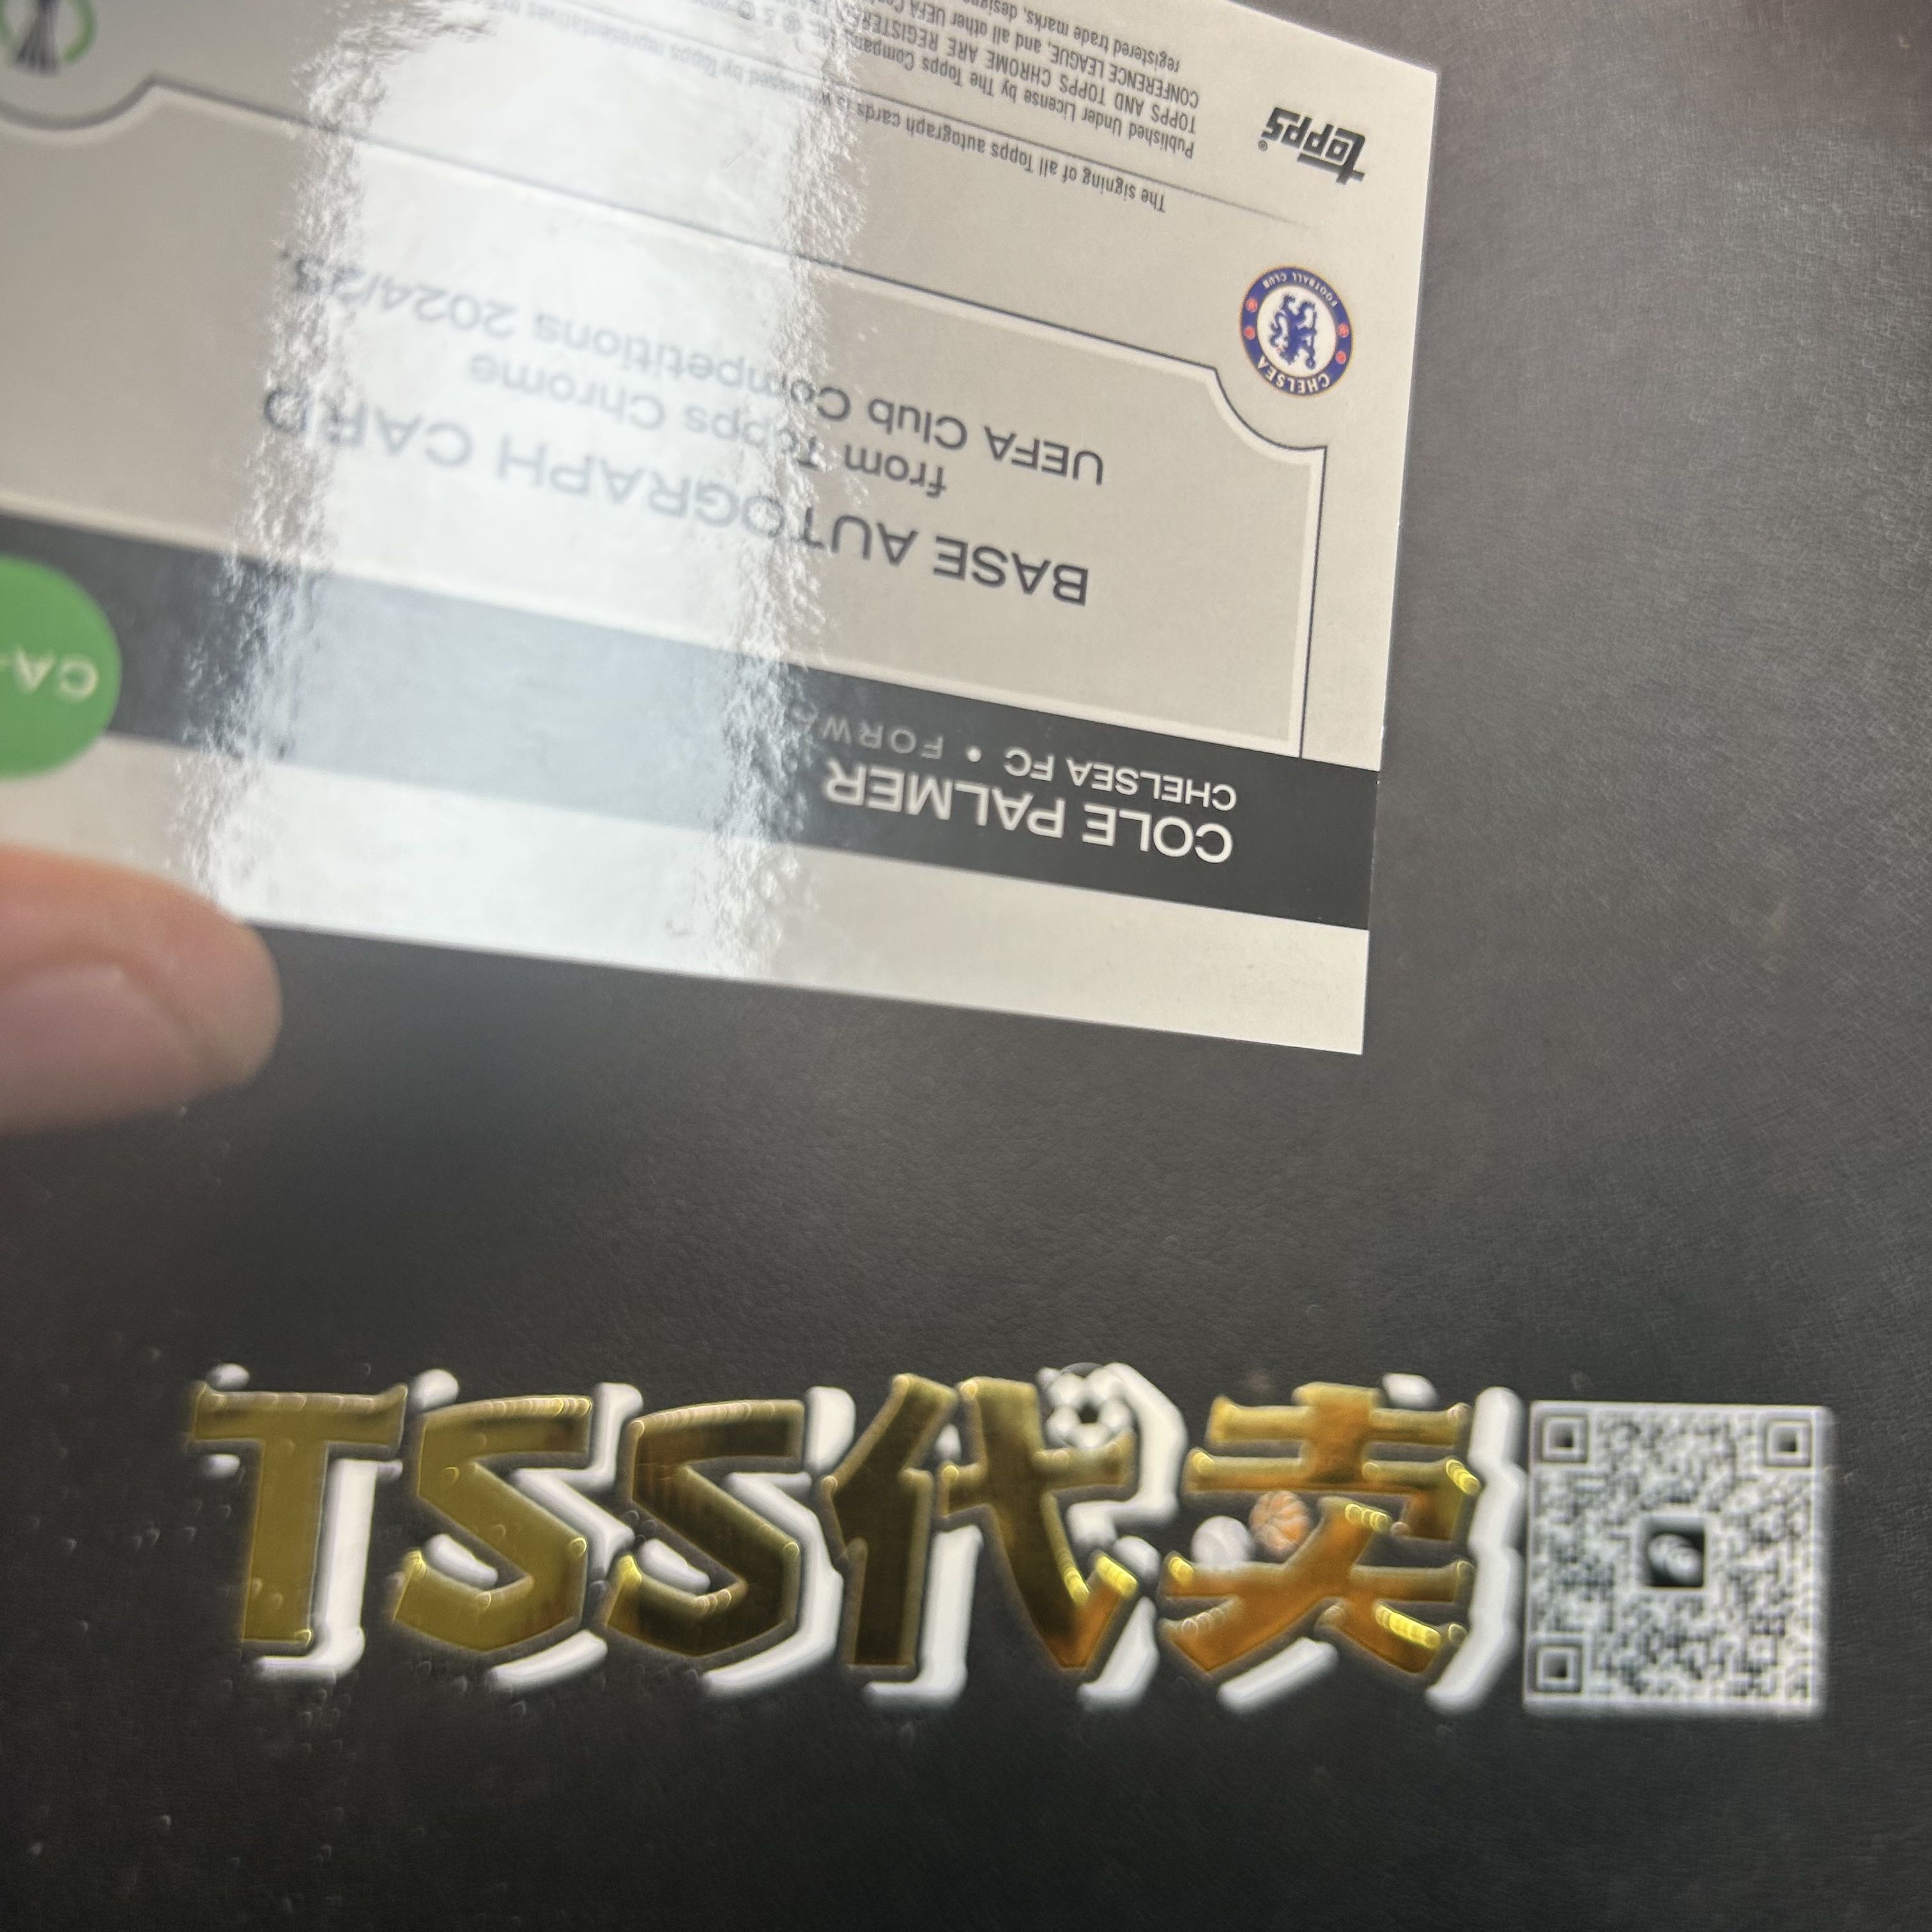 COLE PALMER
CHELSEA FC • FORWA
CA-
BASE AUTOGRAPH CARD
from Topps Chrome
UEFA Club Competitions 2024/25.
CHELSEA
FOOTBALL CLUB
The signing of all Topps autograph cards is witnessed by Topps representatives
Published Under License by The Topps Company
TOPPS AND TOPPS CHROME ARE REGISTERE
CONFERENCE LEAGUE, and all other UEFA
registered trade marks, designs
topps
TSS代卖